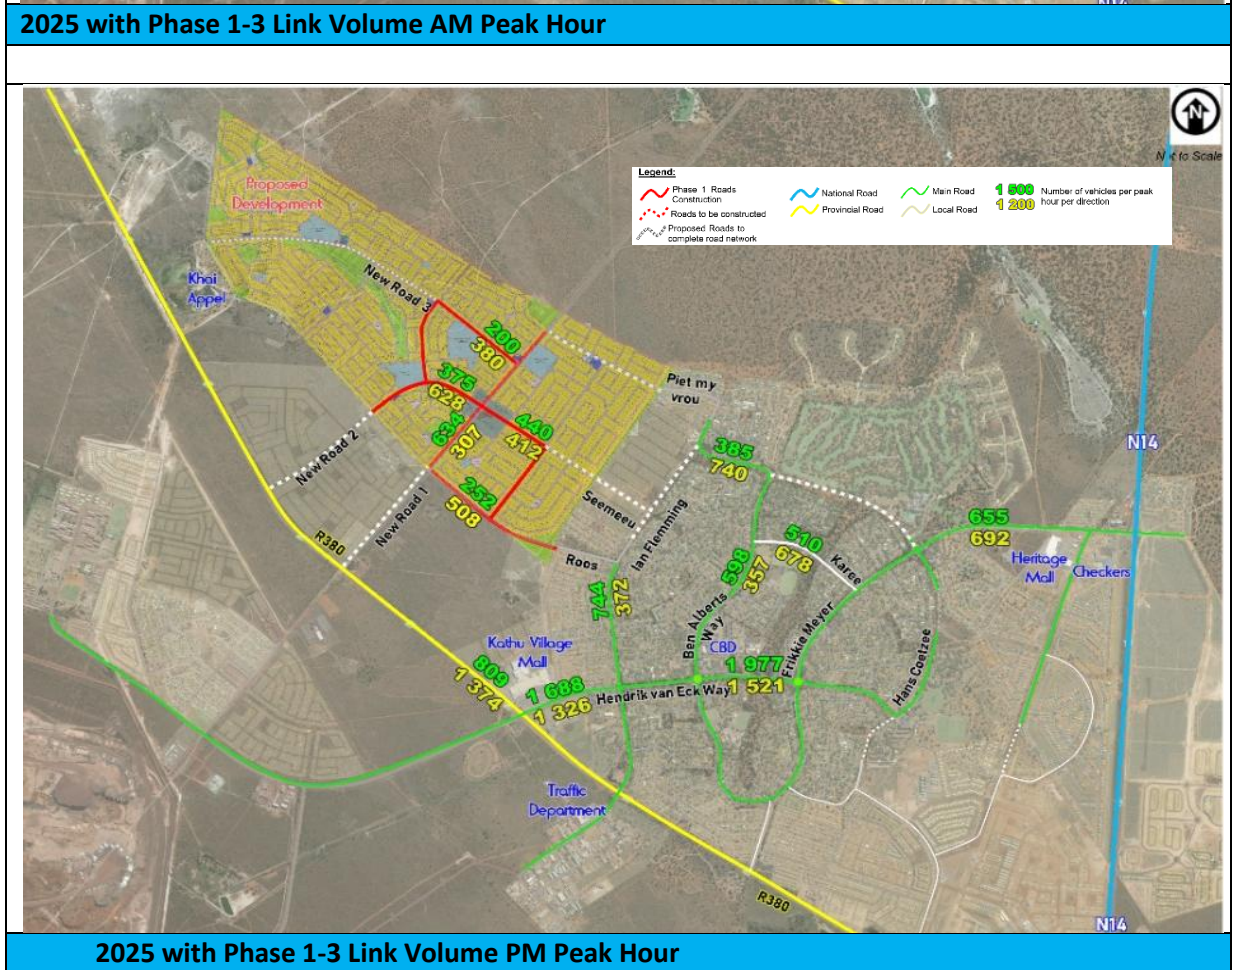 N14
2025 with Phase 1-3 Link Volume AM Peak Hour
N
Not to Scale
Legend:
Phase 1 Roads
Construction
Roads to be constructed
Proposed Roads to
complete road network
National Road
Provincial Road
Main Road
Local Road
1 500
1 200
Number of vehicles per peak
hour per direction
Proposed
Development
Khai
Appel
New Road 3
200
380
375
628
634
307
440
412
252
508
New Road 2
New Road 1
R380
Piet my
vrou
Seemeeu
Roos
Ian Flemming
385
740
N14
510
678
Karee
598
357
655
692
Heritage
Mall
Checkers
744
372
Ben Alberts
Way
CBD
Frikkie Meyer
Hans Coetzee
Kathu Village
Mall
809
1 374
1 688
1 326
Hendrik van Eck Way
1 977
1 521
Traffic
Department
R380
N14
2025 with Phase 1-3 Link Volume PM Peak Hour